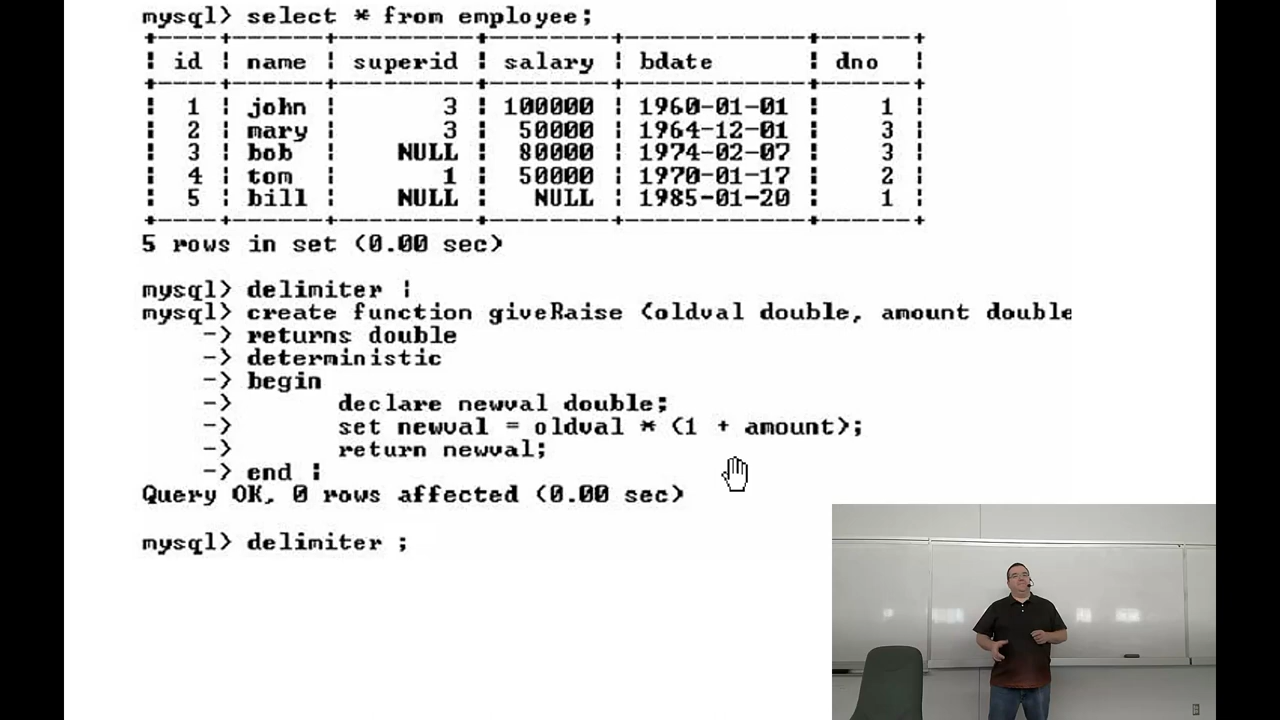 mysql> select * from employee;
+------+------+---------+--------+------------+------+
| id | name | superid | salary | bdate | dno |
+------+------+---------+--------+------------+------+
| 1 | john | 3 | 100000 | 1960-01-01 | 1 |
| 2 | mary | 3 | 50000 | 1964-12-01 | 3 |
| 3 | bob | NULL | 80000 | 1974-02-07 | 3 |
| 4 | tom | 1 | 50000 | 1970-01-17 | 2 |
| 5 | bill | NULL | NULL | 1985-01-20 | 1 |
+------+------+---------+--------+------------+------+
5 rows in set (0.00 sec)
mysql> delimiter |
mysql> create function giveRaise (oldval double, amount double
-> returns double
-> deterministic
-> begin
-> declare newval double;
-> set newval = oldval * (1 + amount);
-> return newval;
-> end |
Query OK, 0 rows affected (0.00 sec)
mysql> delimiter ;